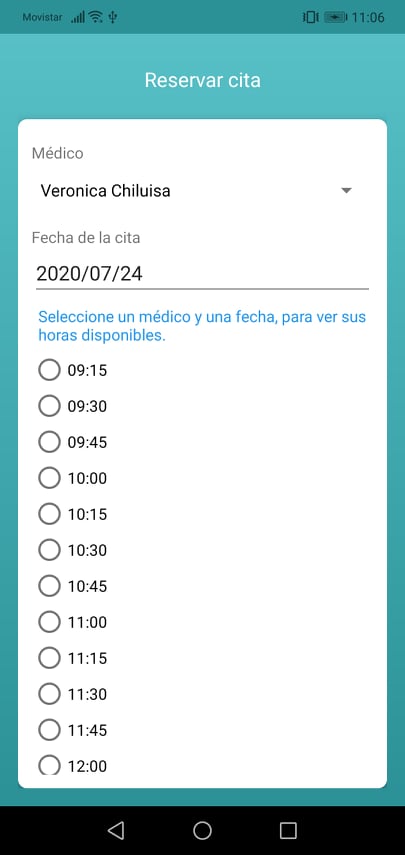 Movistar 11:06
Reservar cita
Médico
Veronica Chiluisa
Fecha de la cita
2020/07/24
Seleccione un médico y una fecha, para ver sus
horas disponibles.
09:15
09:30
09:45
10:00
10:15
10:30
10:45
11:00
11:15
11:30
11:45
12:00